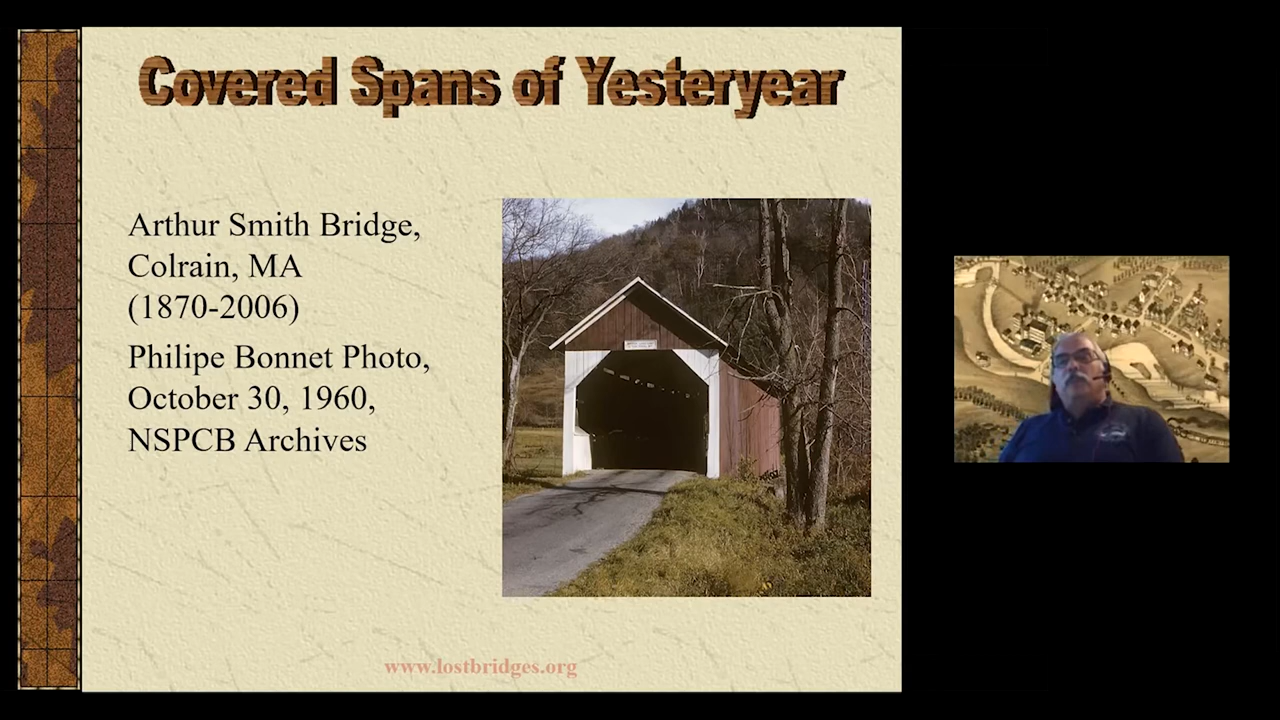 Covered Spans of Yesteryear
Arthur Smith Bridge,
Colrain, MA
(1870-2006)
Philipe Bonnet Photo,
October 30, 1960,
NSPCB Archives
www.lostbridges.org